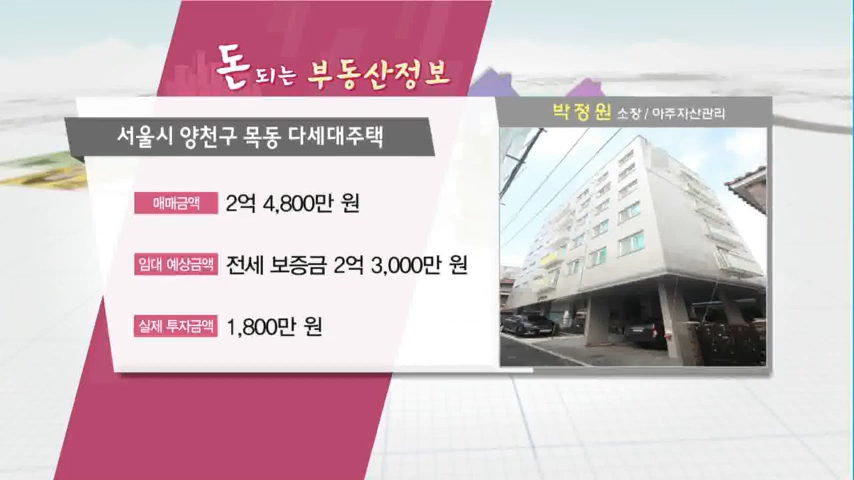 돈 되는 부동산정보
박정원 소장 / 아주자산관리
서울시 양천구 목동 다세대주택
매매금액 2억 4,800만 원
임대 예상금액 전세 보증금 2억 3,000만 원
실제 투자금액 1,800만 원